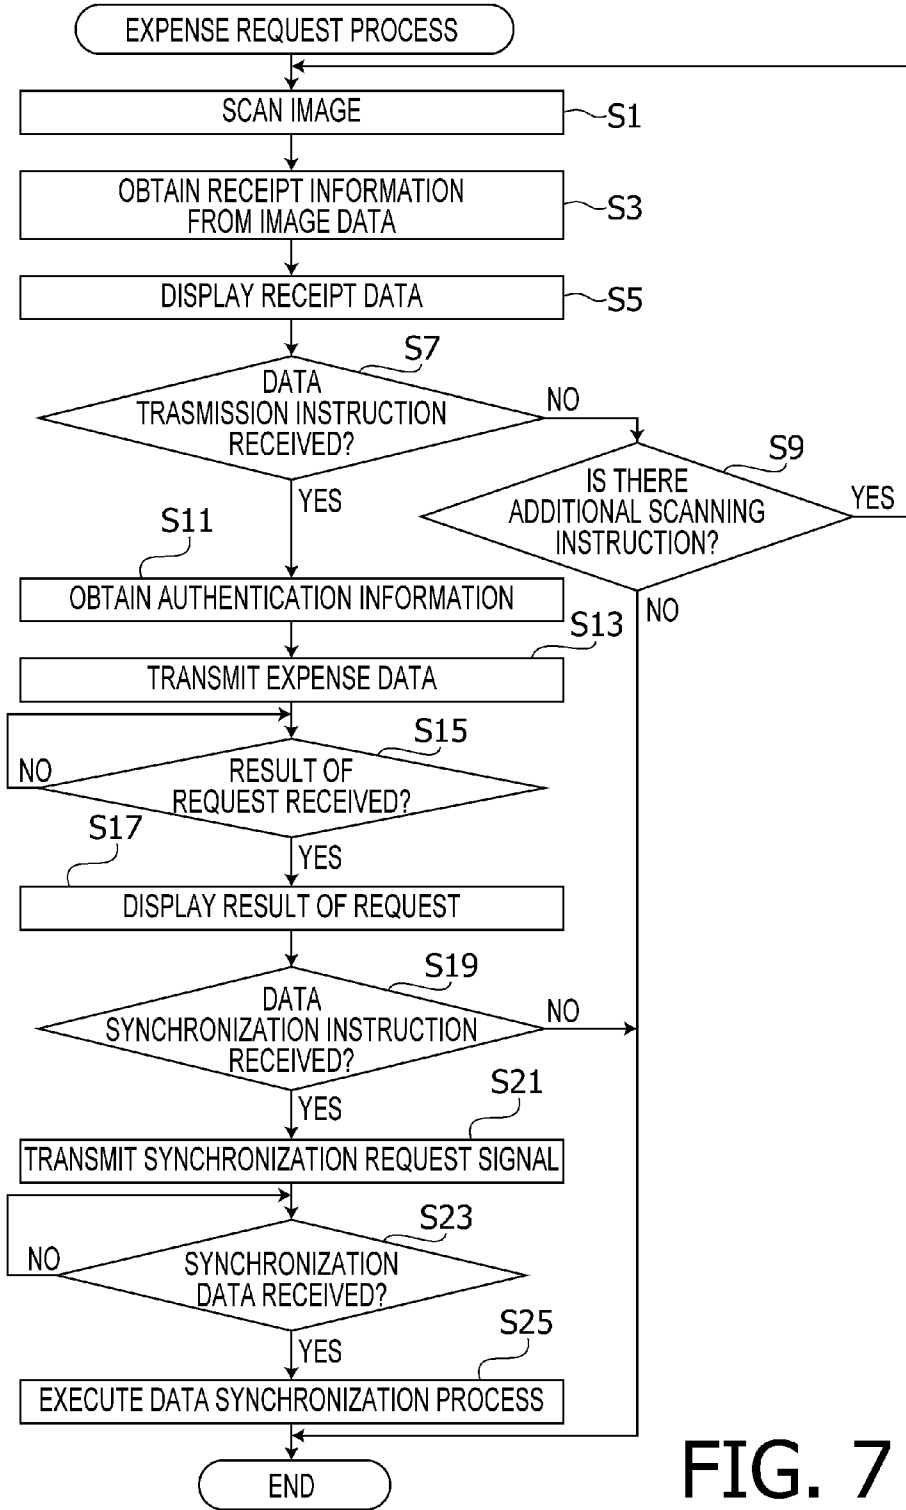 EXPENSE REQUEST PROCESS
SCAN IMAGE
S1
OBTAIN RECEIPT INFORMATION
FROM IMAGE DATA
S3
DISPLAY RECEIPT DATA
S5
S7
DATA
TRASMISSION INSTRUCTION
RECEIVED?
NO
YES
S9
IS THERE
ADDITIONAL SCANNING
INSTRUCTION?
YES
NO
S11
OBTAIN AUTHENTICATION INFORMATION
S13
TRANSMIT EXPENSE DATA
S15
RESULT OF
REQUEST RECEIVED?
NO
YES
S17
DISPLAY RESULT OF REQUEST
S19
DATA
SYNCHRONIZATION INSTRUCTION
RECEIVED?
NO
YES
S21
TRANSMIT SYNCHRONIZATION REQUEST SIGNAL
S23
SYNCHRONIZATION
DATA RECEIVED?
NO
YES
S25
EXECUTE DATA SYNCHRONIZATION PROCESS
END
FIG. 7